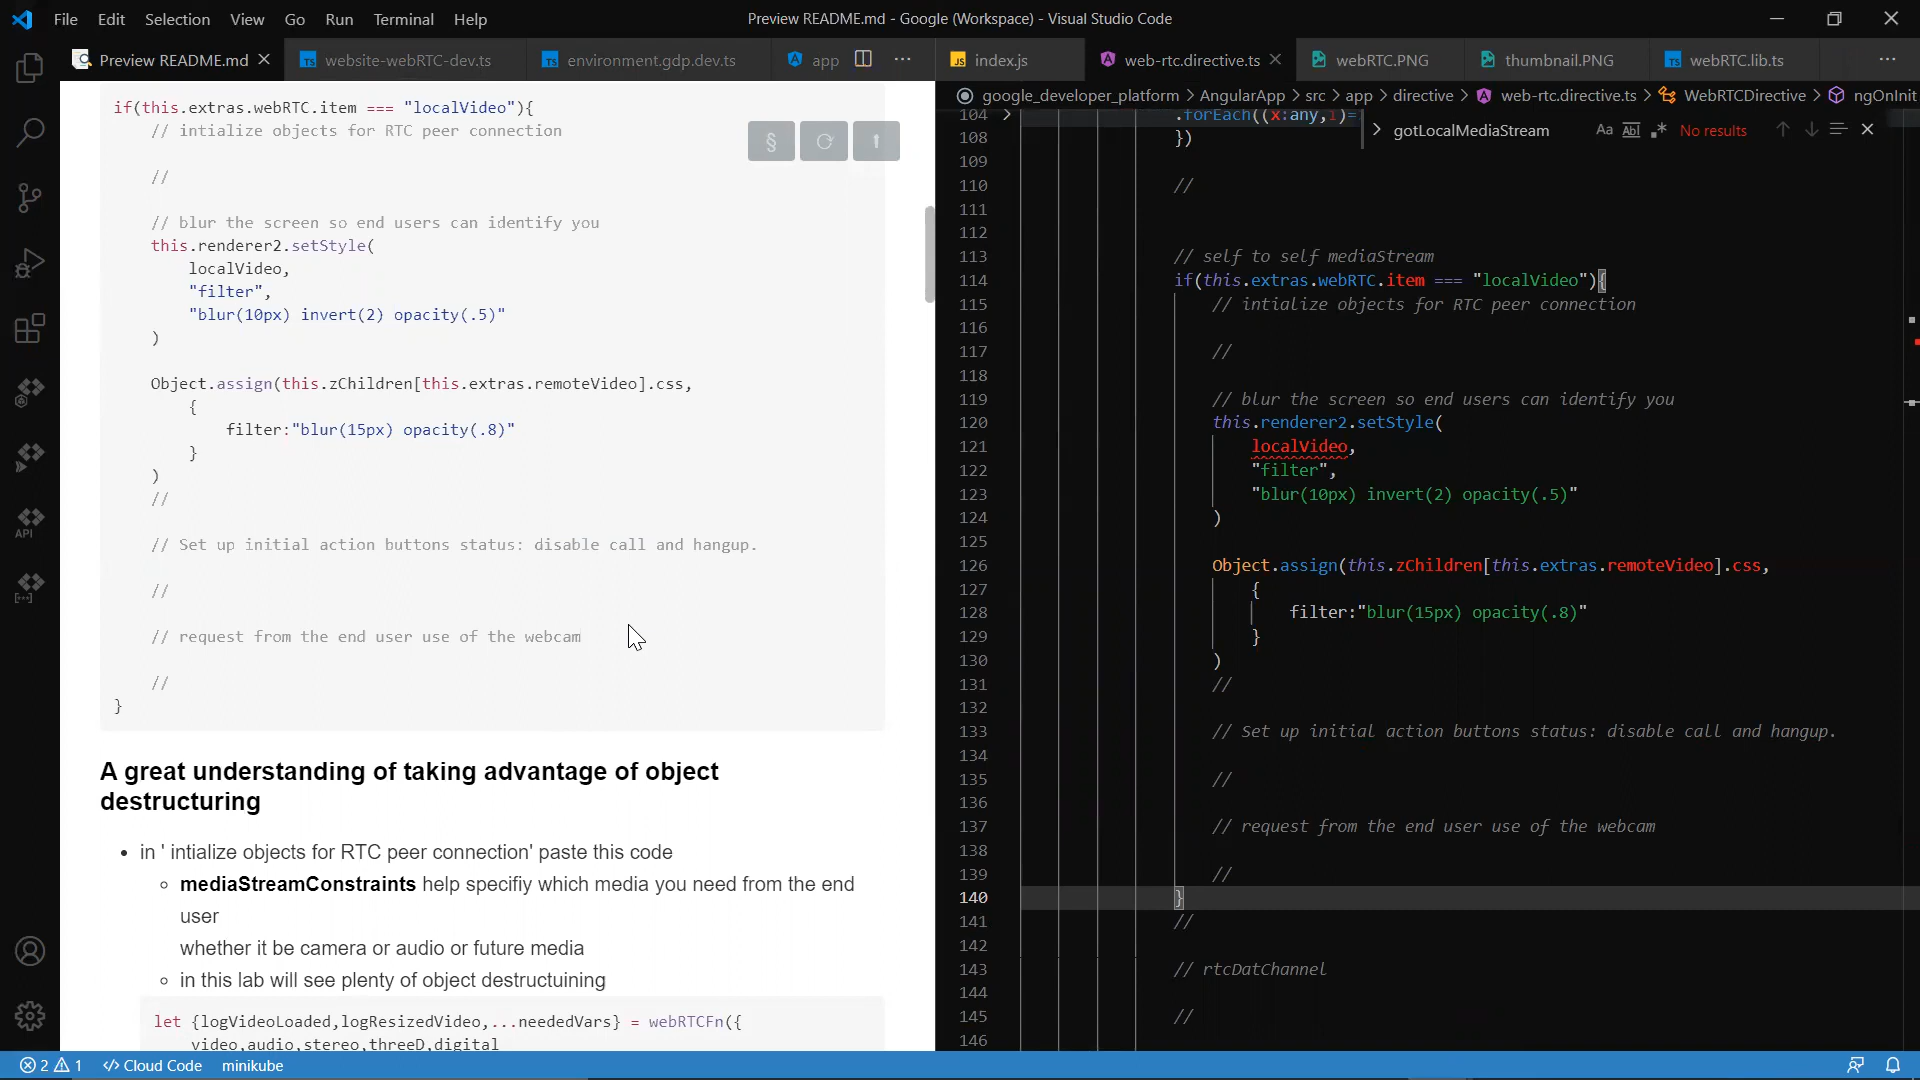 File Edit Selection View Go Run Terminal Help
Preview README.md - Google (Workspace) - Visual Studio Code
Preview README.md
website-webRTC-dev.ts
environment.gdp.dev.ts
app
index.js
web-rtc.directive.ts
webRTC.PNG
thumbnail.PNG
webRTC.lib.ts
if(this.extras.webRTC.item === "localVideo"){
// intialize objects for RTC peer connection
//
// blur the screen so end users can identify you
this.renderer2.setStyle(
localVideo,
"filter",
"blur(10px) invert(2) opacity(.5)"
)
Object.assign(this.zChildren[this.extras.remoteVideo].css,
{
filter:"blur(15px) opacity(.8)"
}
)
//
// Set up initial action buttons status: disable call and hangup.
//
// request from the end user use of the webcam
//
}
A great understanding of taking advantage of object
destructuring
• in ' intialize objects for RTC peer connection' paste this code
◦ mediaStreamConstraints help specifiy which media you need from the end
user
whether it be camera or audio or future media
◦ in this lab will see plenty of object destructuining
let {logVideoLoaded,logResizedVideo,...neededVars} = webRTCFn({
video,audio,stereo,threeD,digital
google_developer_platform > AngularApp > src > app > directive > web-rtc.directive.ts > WebRTCDirective > ngOnInit
gotLocalMediaStream
Aa Abl .* No results
104 .forEach((x:any,i)=
108 })
109
110 //
111
112
113 // self to self mediaStream
114 if(this.extras.webRTC.item === "localVideo"){
115 // intialize objects for RTC peer connection
116
117 //
118
119 // blur the screen so end users can identify you
120 this.renderer2.setStyle(
121 localVideo,
122 "filter",
123 "blur(10px) invert(2) opacity(.5)"
124 )
125
126 Object.assign(this.zChildren[this.extras.remoteVideo].css,
127 {
128 filter:"blur(15px) opacity(.8)"
129 }
130 )
131 //
132
133 // Set up initial action buttons status: disable call and hangup.
134
135 //
136
137 // request from the end user use of the webcam
138
139 //
140 }
141 //
142
143 // rtcDatChannel
144
145 //
146
2 1 Cloud Code minikube